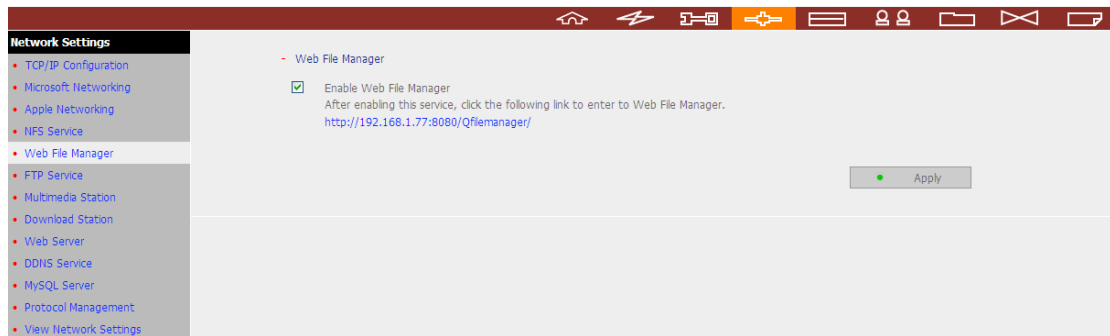 Network Settings
TCP/IP Configuration
Microsoft Networking
Apple Networking
NFS Service
Web File Manager
FTP Service
Multimedia Station
Download Station
Web Server
DDNS Service
MySQL Server
Protocol Management
View Network Settings
- Web File Manager
Enable Web File Manager
After enabling this service, click the following link to enter to Web File Manager.
http://192.168.1.77:8080/Qfilemanager/
Apply